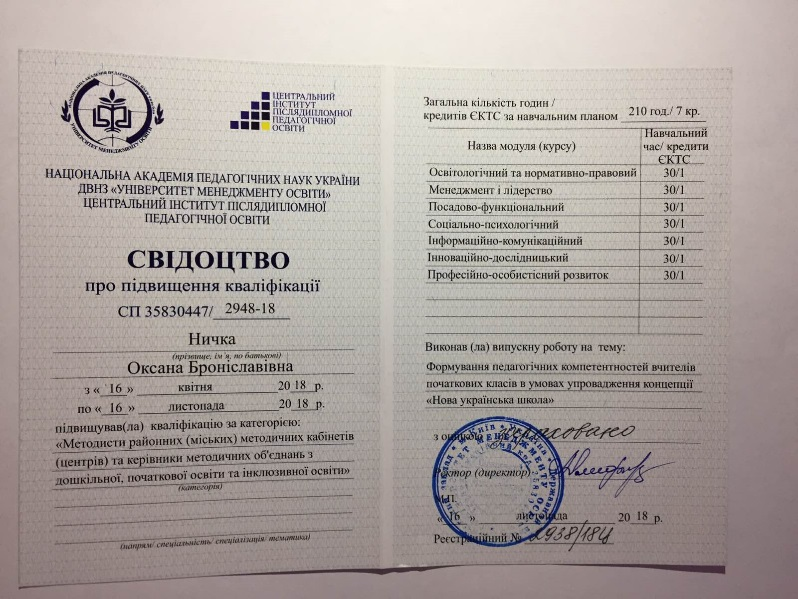 ЦЕНТРАЛЬНИЙ
ІНСТИТУТ
ПІСЛЯДИПЛОМНОЇ
ПЕДАГОГІЧНОЇ
ОСВІТИ
НАЦІОНАЛЬНА АКАДЕМІЯ ПЕДАГОГІЧНИХ НАУК УКРАЇНИ
ДВНЗ «УНІВЕРСИТЕТ МЕНЕДЖМЕНТУ ОСВІТИ»
ЦЕНТРАЛЬНИЙ ІНСТИТУТ ПІСЛЯДИПЛОМНОЇ
ПЕДАГОГІЧНОЇ ОСВІТИ
СВІДОЦТВО
про підвищення кваліфікації
СП 35830447/ 2948-18
Ничка
(прізвище, ім'я, по батькові)
Оксана Броніславівна
з « 16 » квітня 20 18 р.
по « 16 » листопада 20 18 р.
підвищував(ла) кваліфікацію за категорією:
«Методисти районних (міських) методичних кабінетів
(центрів) та керівники методичних об'єднань з
дошкільної, початкової освіти та інклюзивної освіти»
(категорія)
(напрям/ спеціальність/ спеціалізація: тематика)
Загальна кількість годин /
кредитів ЄКТС за навчальним планом 210 год./ 7 кр.
Назва модуля (курсу) Навчальний
час/ кредити
ЄКТС
Освітологічний та нормативно-правовий 30/1
Менеджмент і лідерство 30/1
Посадово-функціональний 30/1
Соціально-психологічний 30/1
Інформаційно-комунікаційний 30/1
Інноваційно-дослідницький 30/1
Професійно-особистісний розвиток 30/1
Виконав (ла) випускну роботу на тему:
Формування педагогічних компетентностей вчителів
початкових класів в умовах упровадження концепції
«Нова українська школа»
з оцінкою зараховано
Ректор (директор)
МП
« 16 » листопада 20 18 р.
Реєстраційний № 2938/18Ц